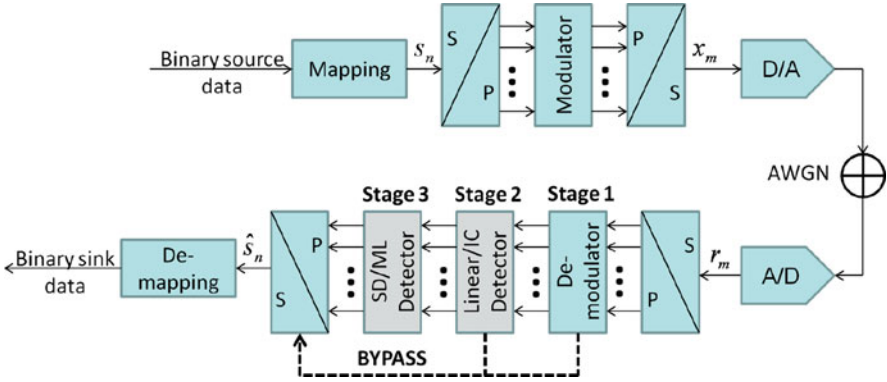 Binary source
data
Mapping
s_n
S
P
Modulator
P
S
x_m
D/A
AWGN
Stage 3
Stage 2
Stage 1
Binary sink
data
De-
mapping
ŝ_n
P
S
SD/ML
Detector
Linear/IC
Detector
De-
modulator
S
P
r_m
A/D
BYPASS